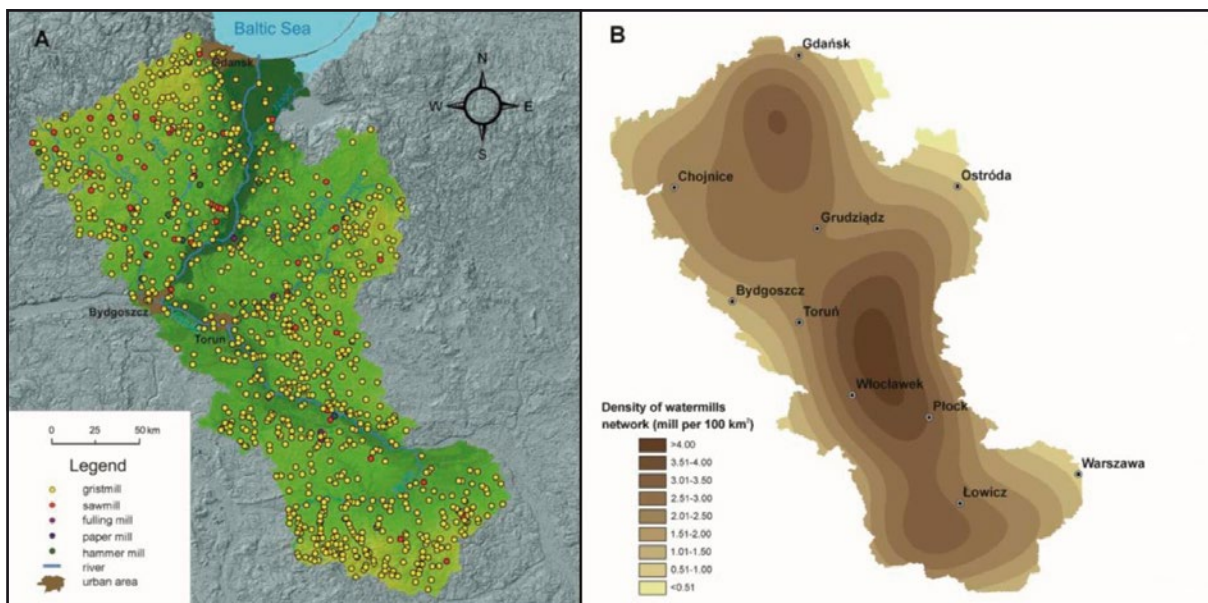 A
Baltic Sea
Gdansk
N
W E
S
Bydgoszcz
Torun
0 25 50 km
Legend
gristmill
sawmill
fulling mill
paper mill
hammer mill
river
urban area
B
Gdańsk
Chojnice
Ostróda
Grudziądz
Bydgoszcz
Toruń
Włocławek
Płock
Warszawa
Łowicz
Density of watermills
network (mill per 100 km²)
>4.00
3.51-4.00
3.01-3.50
2.51-3.00
2.01-2.50
1.51-2.00
1.01-1.50
0.51-1.00
<0.51